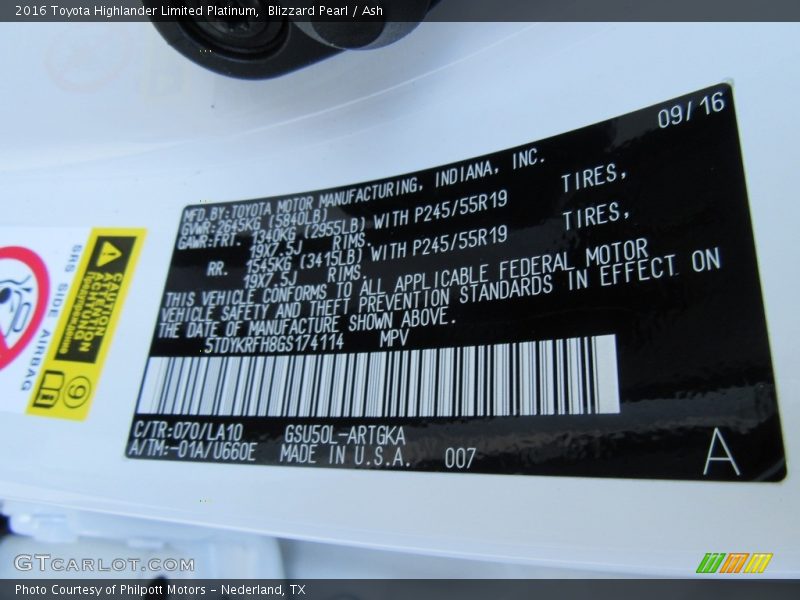 2016 Toyota Highlander Limited Platinum,  Blizzard Pearl / Ash
09/ 16
MFD.BY:TOYOTA MOTOR MANUFACTURING, INDIANA, INC.
GVWR:2645KG (5840LB)
GAWR:FRT. 1340KG (2955LB) WITH P245/55R19 TIRES,
19X7.5J RIMS.
RR. 1545KG (3415LB) WITH P245/55R19 TIRES,
19X7.5J RIMS.
THIS VEHICLE CONFORMS TO ALL APPLICABLE FEDERAL MOTOR
VEHICLE SAFETY AND THEFT PREVENTION STANDARDS IN EFFECT ON
THE DATE OF MANUFACTURE SHOWN ABOVE.
5TDYKRFH8GS174114 MPV
C/TR:070/LA10 GSU50L-ARTGKA
A/TM:-01A/U660E MADE IN U.S.A. 007
A
SRS SIDE AIRBAG
CAUTION
ATTENTION
9
GTCARLOT.COM
Photo Courtesy of Philpott Motors - Nederland, TX